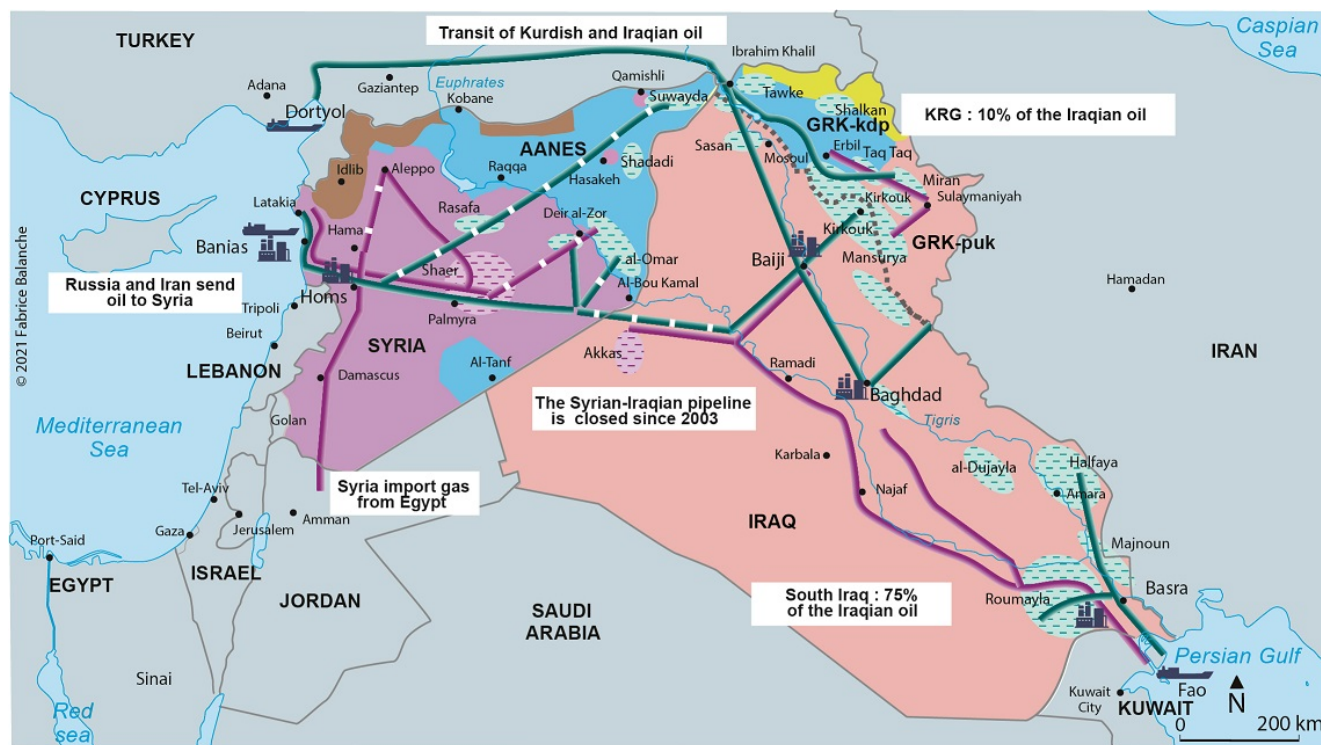 Caspian
Sea
TURKEY
Transit of Kurdish and Iraqian oil
Ibrahim Khalil
Adana
Gaziantep
Euphrates
Kobane
Qamishli
Suwayda
Tawke
Shalkan
KRG : 10% of the Iraqian oil
Dortyol
GRK-kdp
AANES
Sasan
Mosoul
Erbil
Taq Taq
Idlib
Aleppo
Raqqa
Hasakeh
Shadadi
Miran
CYPRUS
Latakia
Rasafa
Deir al-Zor
Kirkouk
Sulaymaniyah
Hama
Kirkouk
GRK-puk
Banias
Shaer
al-Omar
Baiji
Mansurya
Russia and Iran send
oil to Syria
Homs
Al-Bou Kamal
Hamadan
Tripoli
Palmyra
Beirut
SYRIA
Akkas
IRAN
LEBANON
Damascus
Al-Tanf
Ramadi
Baghdad
Golan
The Syrian-Iraqian pipeline
is closed since 2003
Tigris
Mediterranean
Sea
Karbala
al-Dujayla
Halfaya
Syria import gas
from Egypt
Najaf
Amara
Tel-Aviv
Amman
IRAQ
Gaza
Jerusalem
Port-Said
Majnoun
EGYPT
ISRAEL
JORDAN
South Iraq : 75%
of the Iraqian oil
Roumayla
Basra
SAUDI
ARABIA
Persian Gulf
Sinai
Kuwait
City
Fao
N
KUWAIT
Red
sea
0
200 km
© 2021 Fabrice Balanche